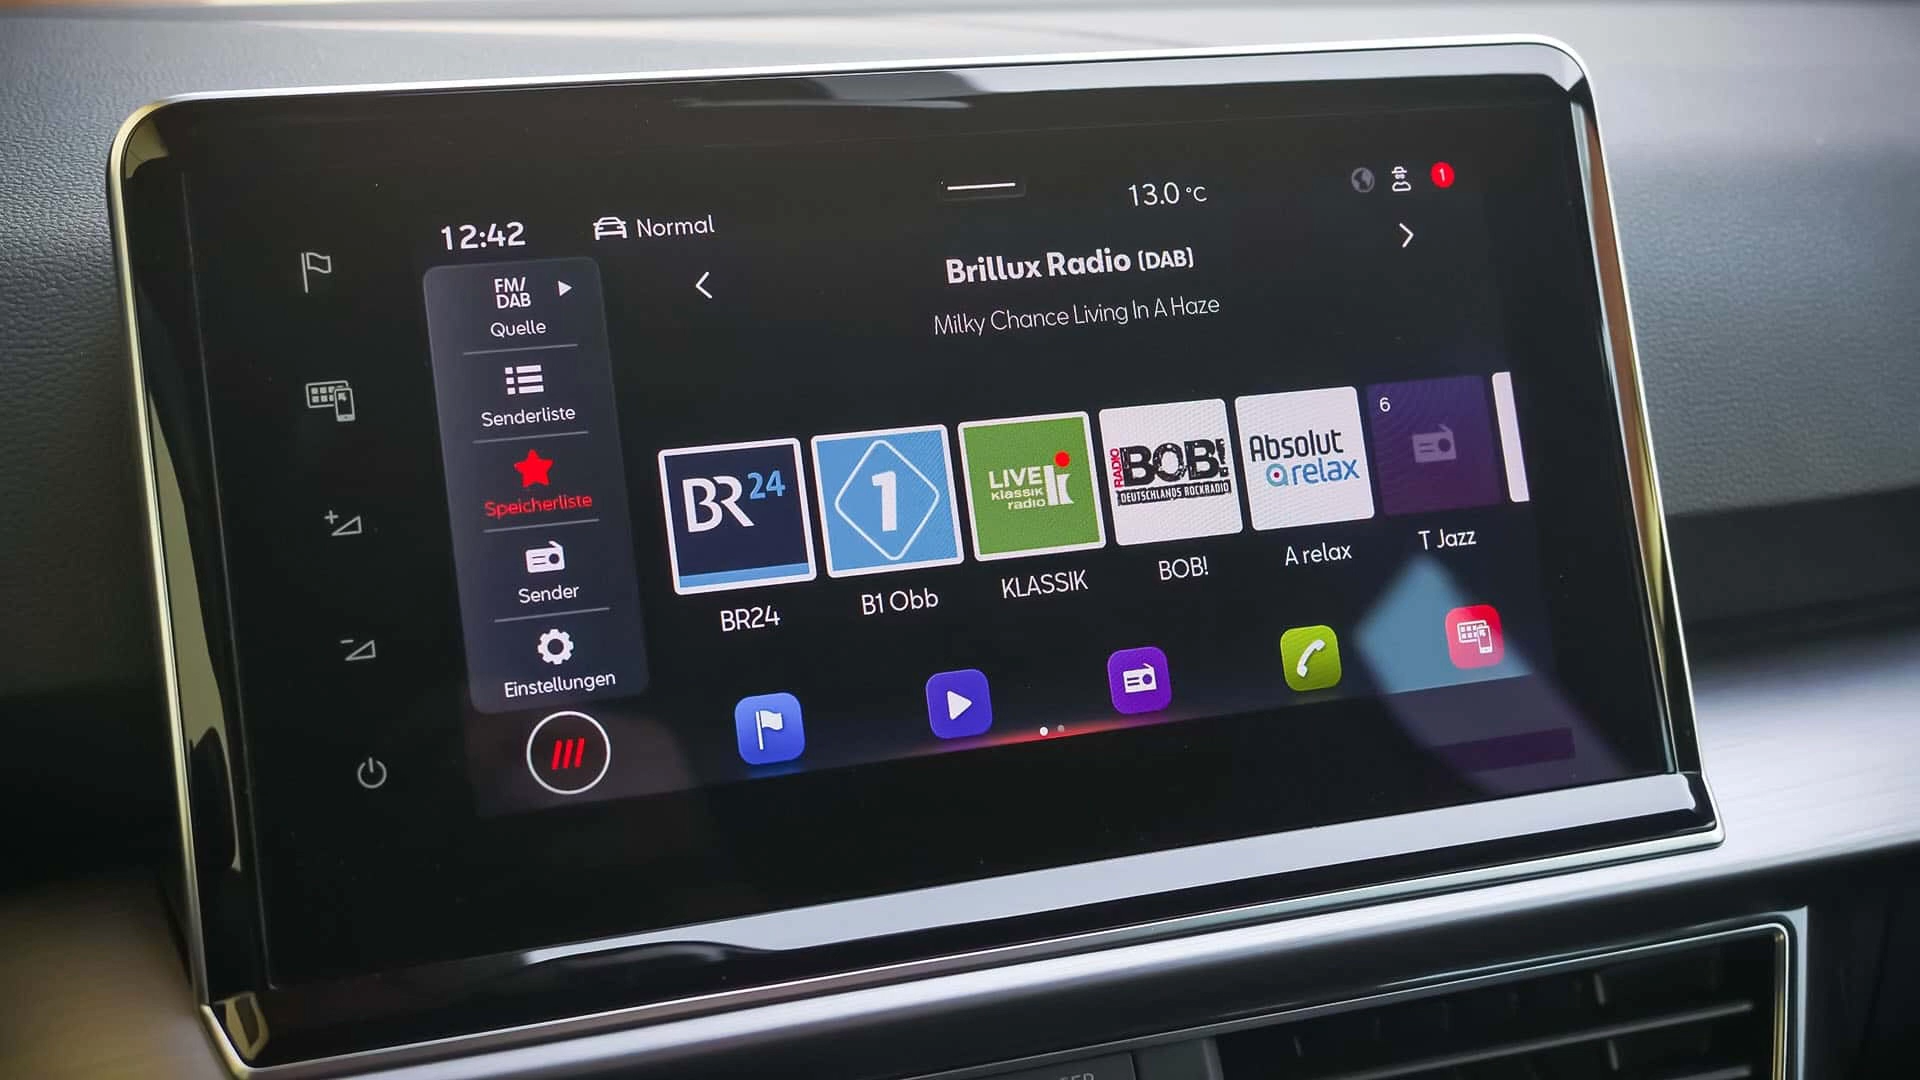 12:42
Normal
13.0 °C
1
FM/
DAB
Quelle
Senderliste
Speicherliste
Sender
Einstellungen
Brillux Radio (DAB)
Milky Chance Living In A Haze
BR24
BR24
1
B1 Obb
LIVE
klassik
radio
KLASSIK
RADIO
BOB!
DEUTSCHLANDS ROCKRADIO
BOB!
Absolut
relax
A relax
6
T Jazz